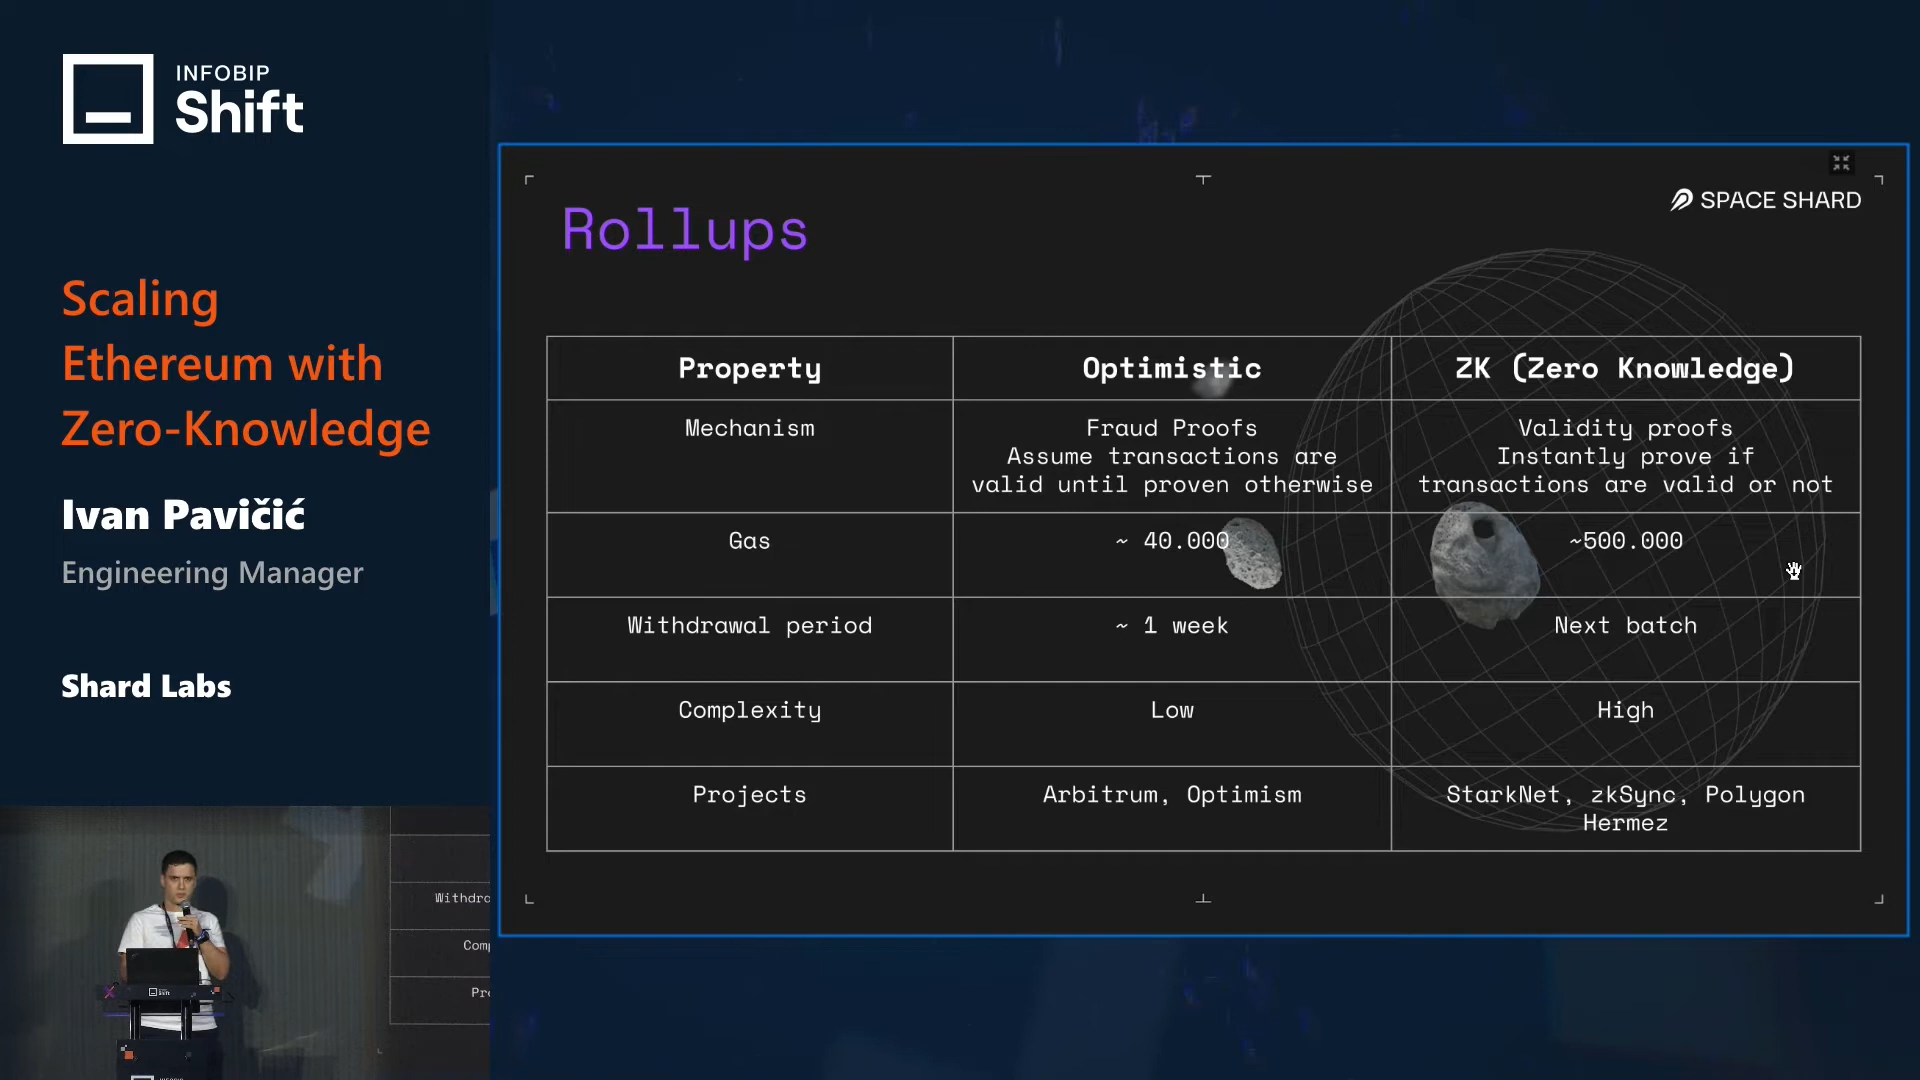 INFOBIP
Shift
Scaling
Ethereum with
Zero-Knowledge
Ivan Pavičić
Engineering Manager
Shard Labs
SPACE SHARD
Rollups
Property
Optimistic
ZK (Zero Knowledge)
Mechanism
Fraud Proofs
Assume transactions are
valid until proven otherwise
Validity proofs
Instantly prove if
transactions are valid or not
Gas
~ 40.000
~500.000
Withdrawal period
~ 1 week
Next batch
Complexity
Low
High
Projects
Arbitrum, Optimism
StarkNet, zkSync, Polygon
Hermez
Withdra
Comp
Pro